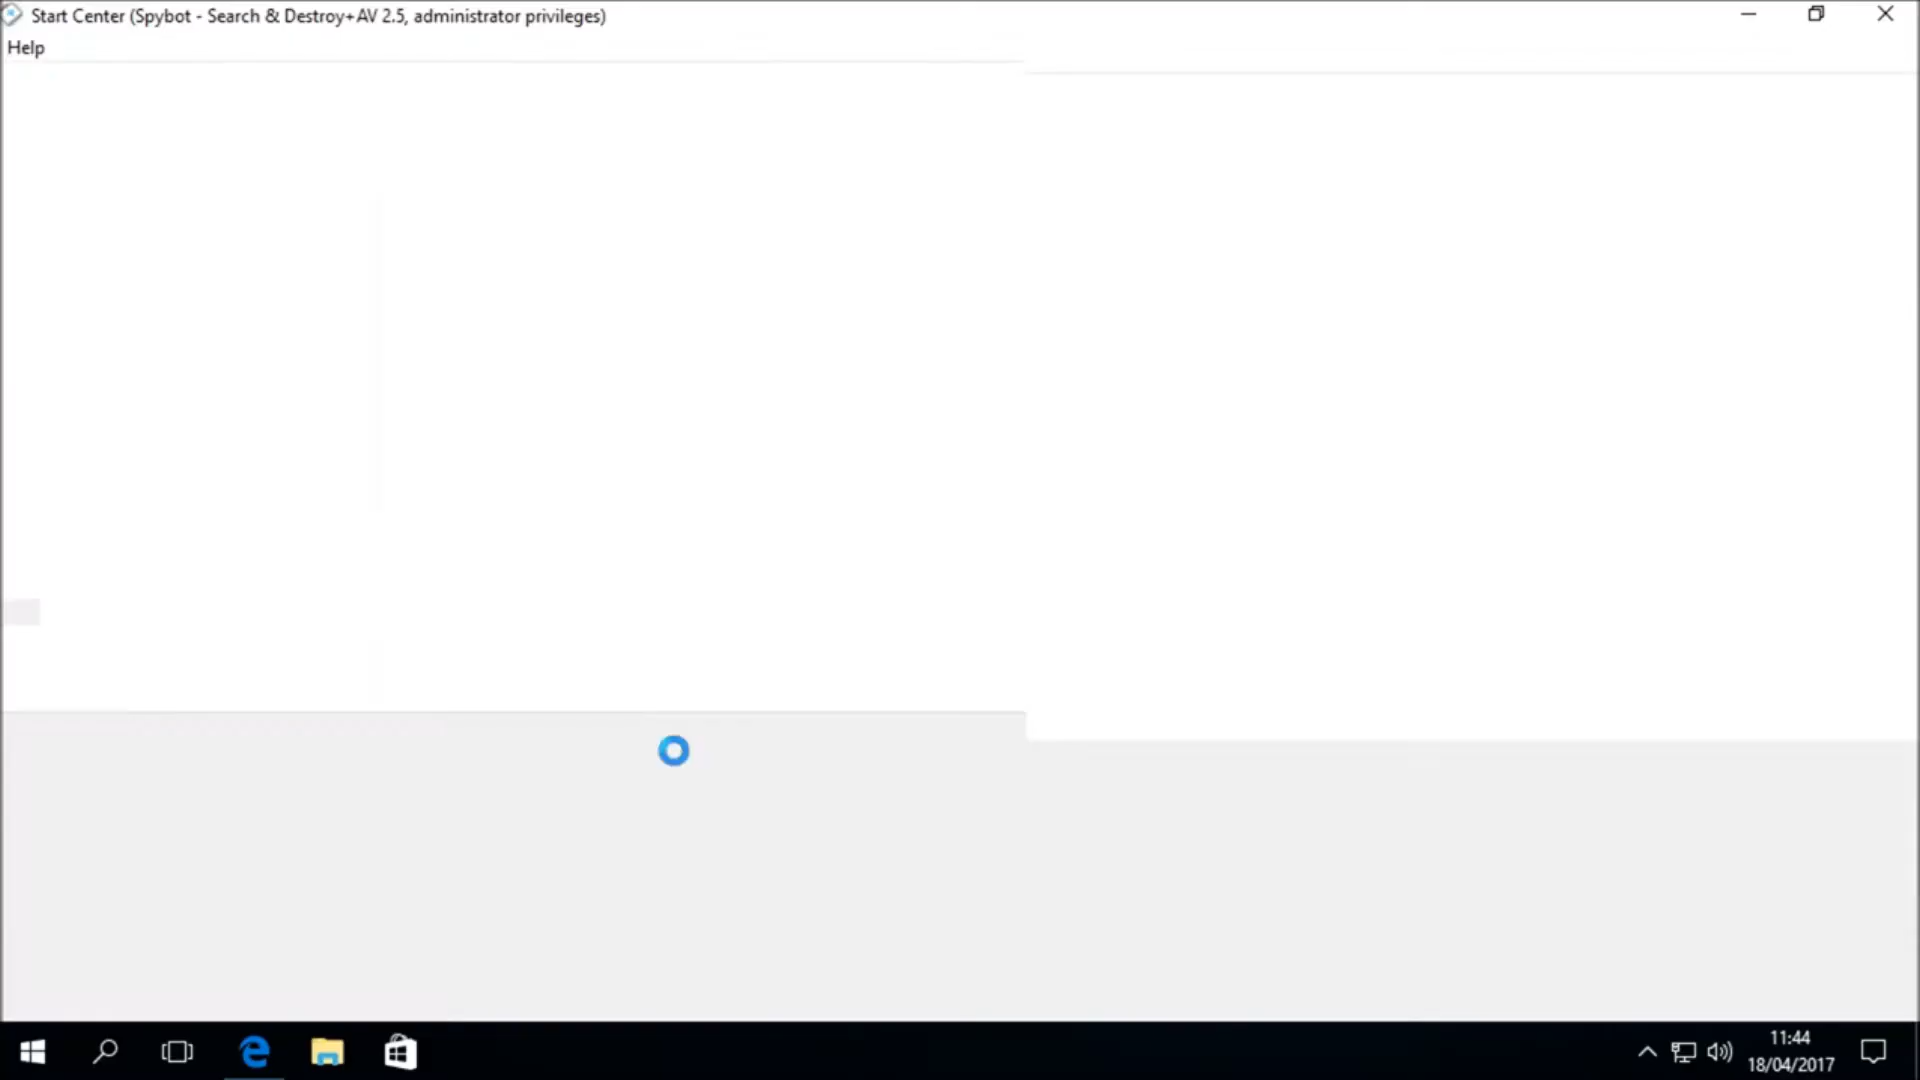 Start Center (Spybot - Search & Destroy+AV 2.5, administrator privileges)
Help
11:44
18/04/2017